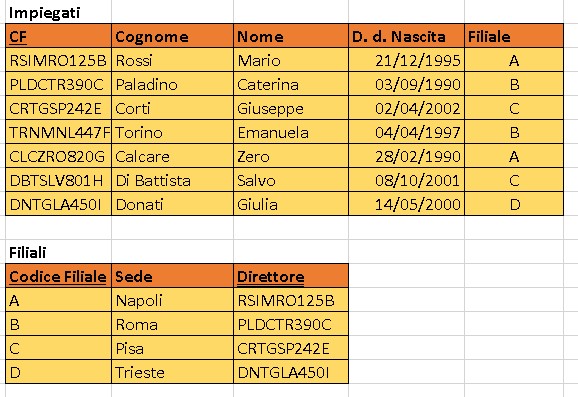 Impiegati
CF Cognome Nome D. d. Nascita Filiale
RSIMRO125B Rossi Mario 21/12/1995 A
PLDCTR390C Paladino Caterina 03/09/1990 B
CRTGSP242E Corti Giuseppe 02/04/2002 C
TRNMNL447F Torino Emanuela 04/04/1997 B
CLCZRO820G Calcare Zero 28/02/1990 A
DBTSLV801H Di Battista Salvo 08/10/2001 C
DNTGLA450I Donati Giulia 14/05/2000 D
Filiali
Codice Filiale Sede Direttore
A Napoli RSIMRO125B
B Roma PLDCTR390C
C Pisa CRTGSP242E
D Trieste DNTGLA450I